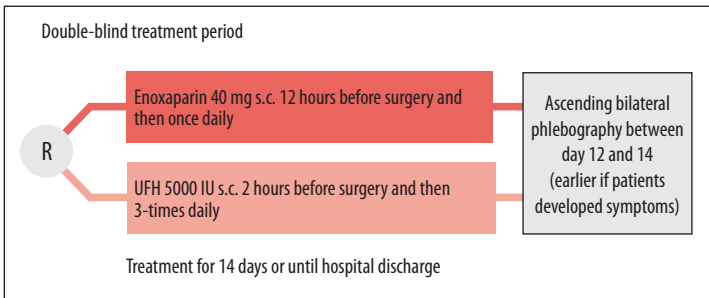 Double-blind treatment period
R
Enoxaparin 40 mg s.c. 12 hours before surgery and
then once daily
UFH 5000 IU s.c. 2 hours before surgery and then
3-times daily
Ascending bilateral
phlebography between
day 12 and 14
(earlier if patients
developed symptoms)
Treatment for 14 days or until hospital discharge